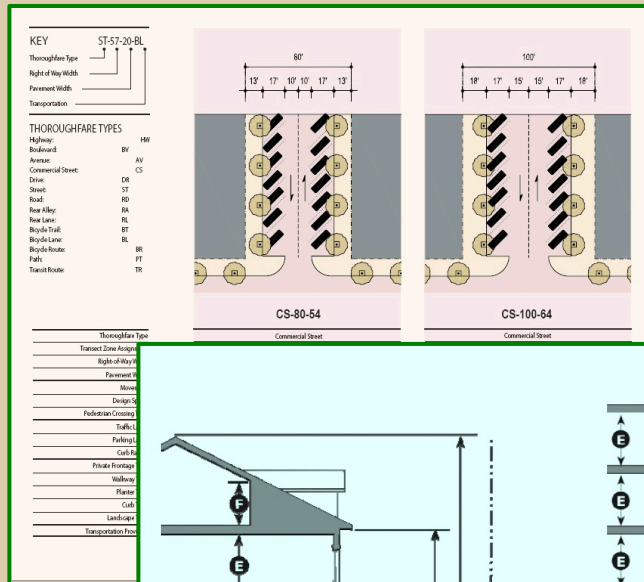 KEY ST-57-20-BL
Thoroughfare Type
Right of Way Width
Pavement Width
Transportation
THOROUGHFARE TYPES
Highway: HW
Boulevard: BV
Avenue: AV
Commercial Street: CS
Drive: DR
Street: ST
Road: RD
Rear Alley: RA
Rear Lane: RL
Bicycle Trail: BT
Bicycle Lane: BL
Bicycle Route: BR
Path: PT
Transit Route: TR
80'
13' 17' 10' 10' 17' 13'
CS-80-54
Commercial Street
100'
18' 17' 15' 15' 17' 18'
CS-100-64
Commercial Street
Thoroughfare Type
Transect Zone
Right-of-Way
Pavement
Design
Pedestrian Crossing
Traffic
Parking
Curb
Private Frontage
Walkway
Planter
Curb
Landscape
Transportation
F
E
E
E
E